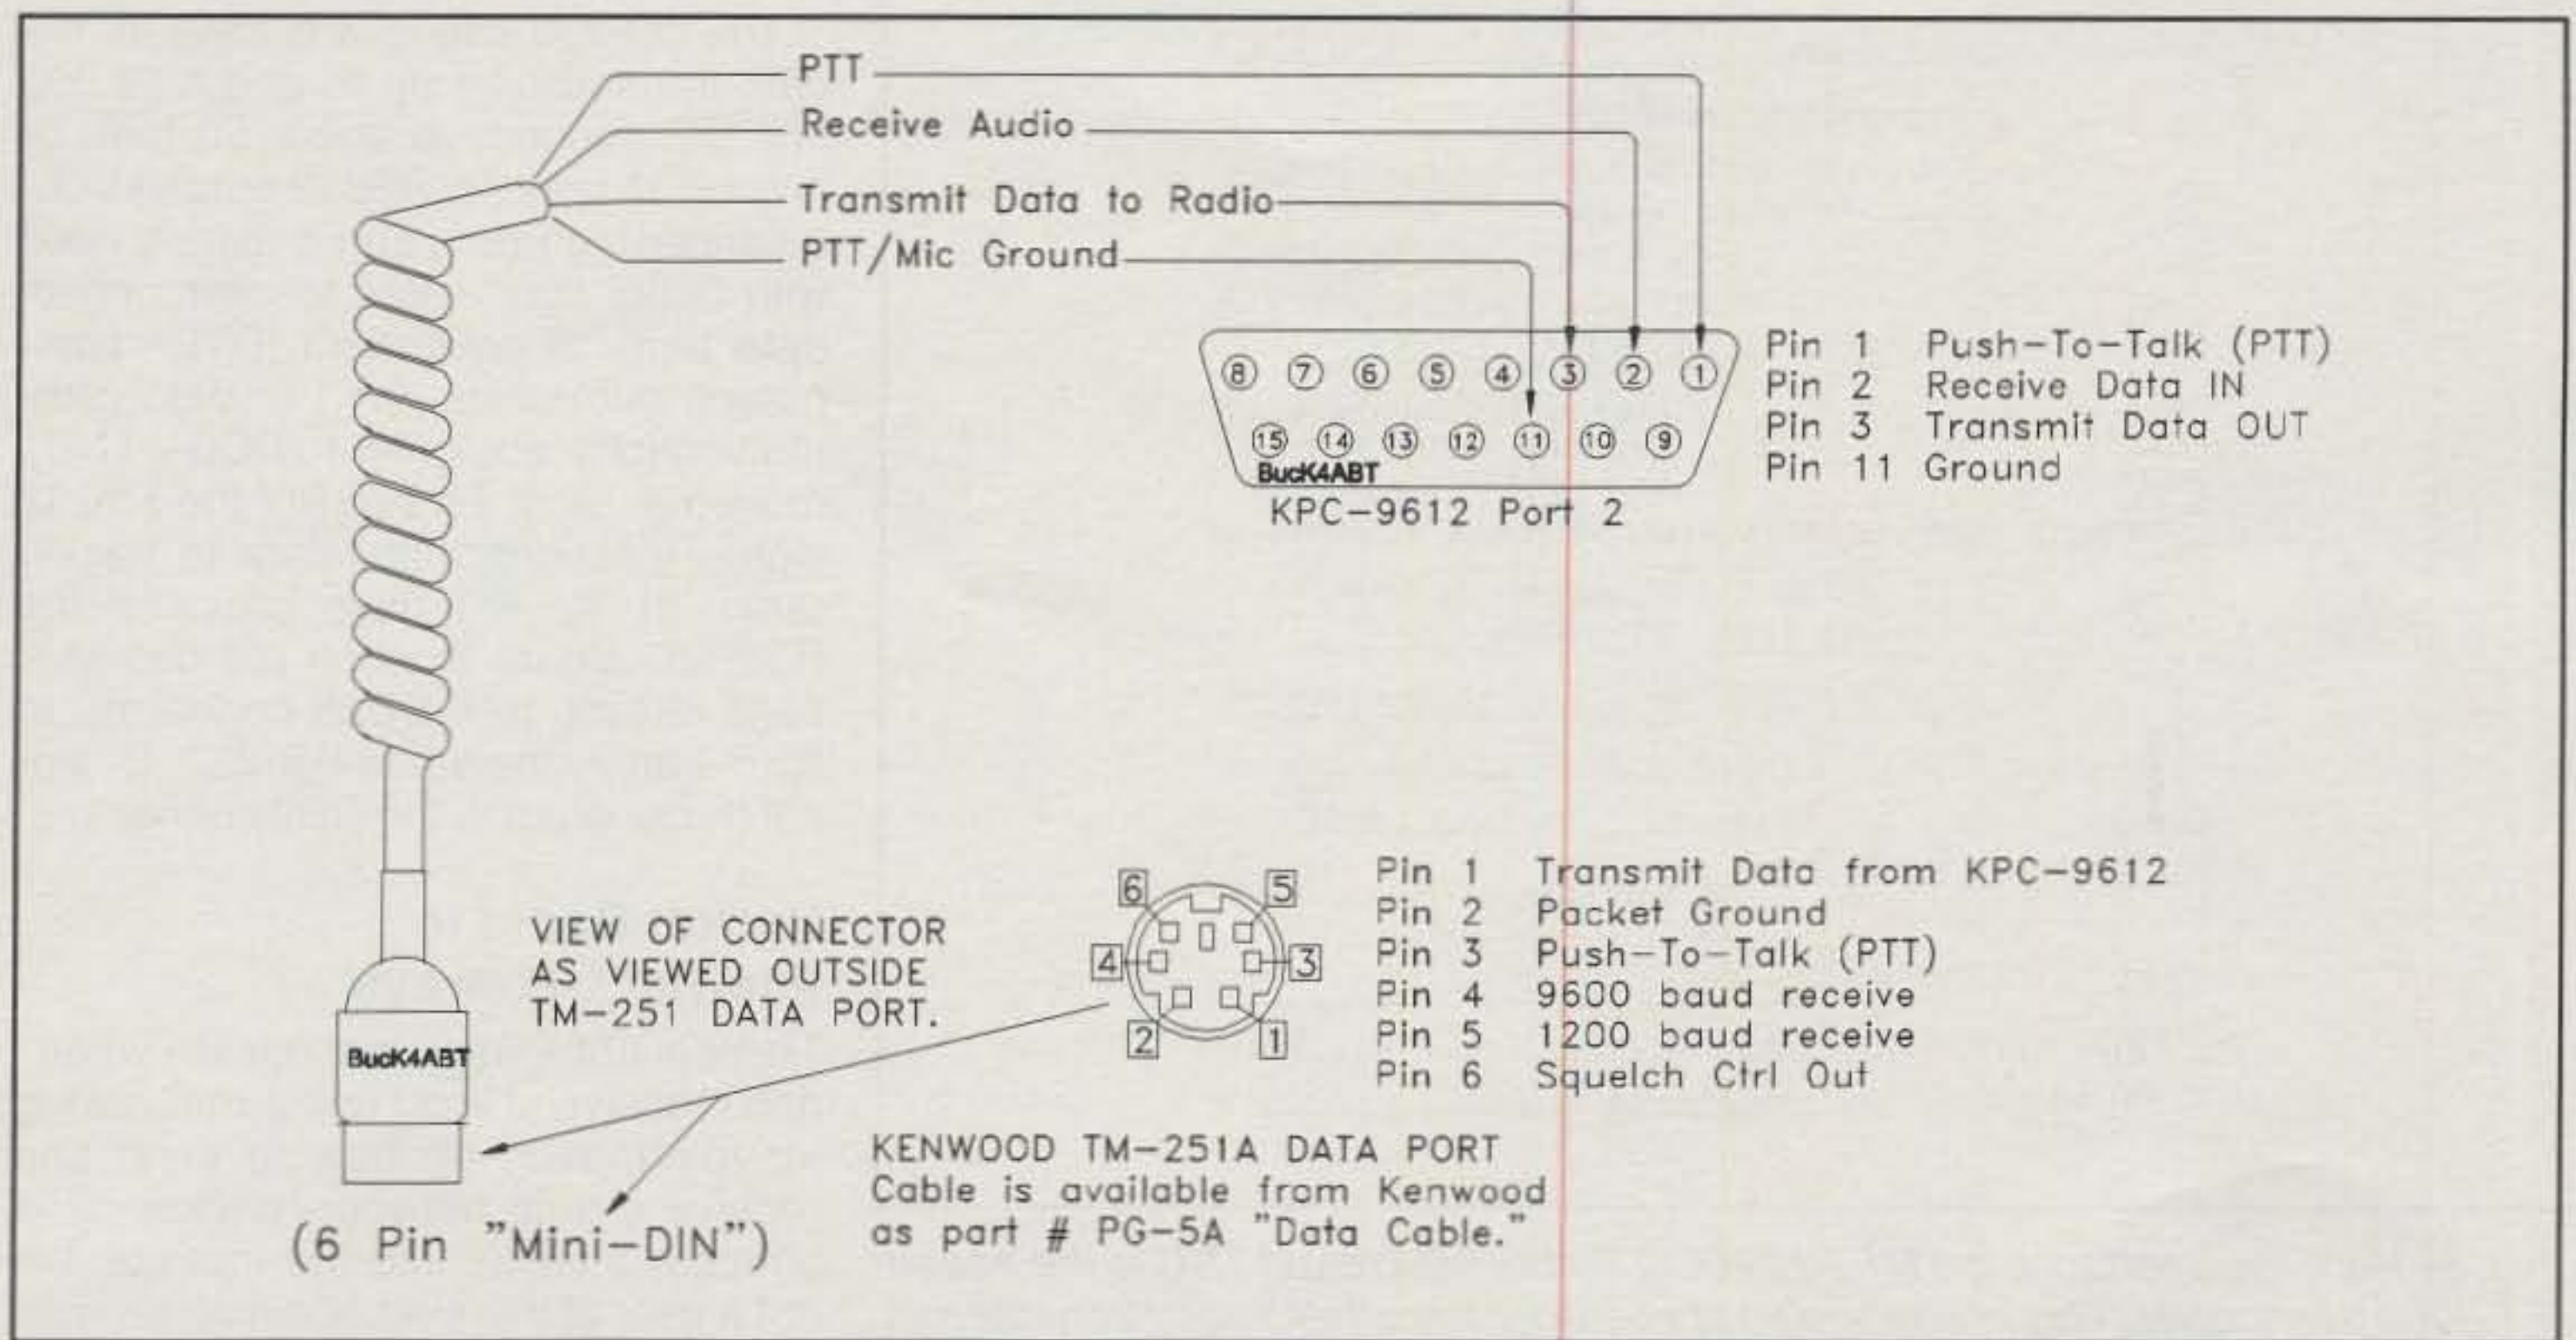 PTT
Receive Audio
Transmit Data to Radio
PTT/Mic Ground
8 7 6 5 4 3 2 1
15 14 13 12 11 10 9
BucK4ABT
KPC-9612 Port 2
Pin 1 Push-To-Talk (PTT)
Pin 2 Receive Data IN
Pin 3 Transmit Data OUT
Pin 11 Ground
VIEW OF CONNECTOR
AS VIEWED OUTSIDE
TM-251 DATA PORT.
BucK4ABT
(6 Pin "Mini-DIN")
6 5
4 3
2 1
Pin 1 Transmit Data from KPC-9612
Pin 2 Packet Ground
Pin 3 Push-To-Talk (PTT)
Pin 4 9600 baud receive
Pin 5 1200 baud receive
Pin 6 Squelch Ctrl Out
KENWOOD TM-251A DATA PORT
Cable is available from Kenwood
as part # PG-5A "Data Cable."